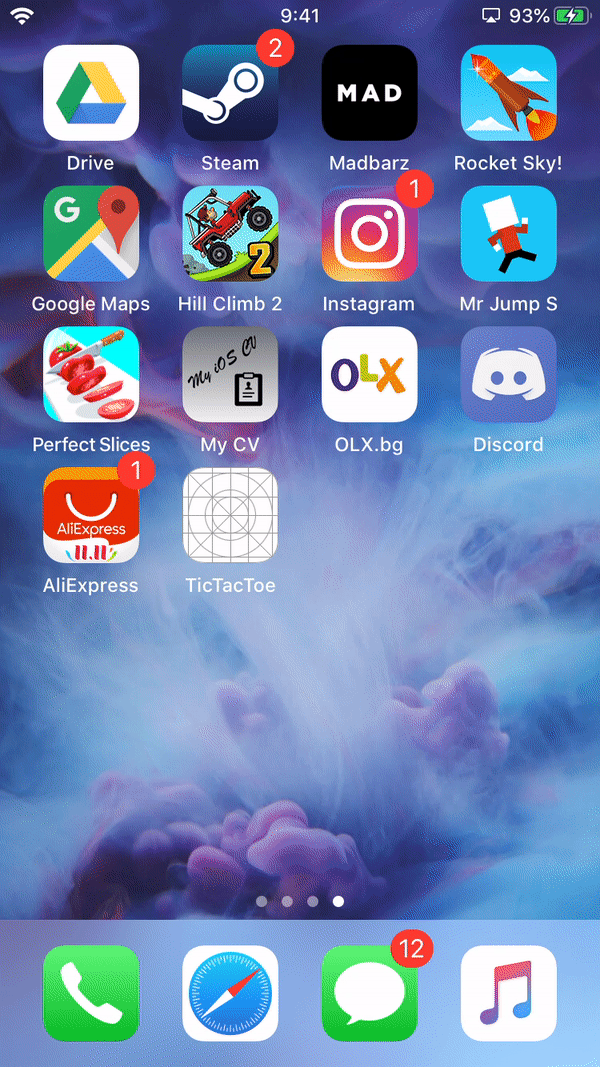 9:41 93%
2
MAD
Drive Steam Madbarz Rocket Sky!
G 2 1
Google Maps Hill Climb 2 Instagram Mr Jump S
My iOS CV OLX
Perfect Slices My CV OLX.bg Discord
1
AliExpress
11.11
AliExpress TicTacToe
12